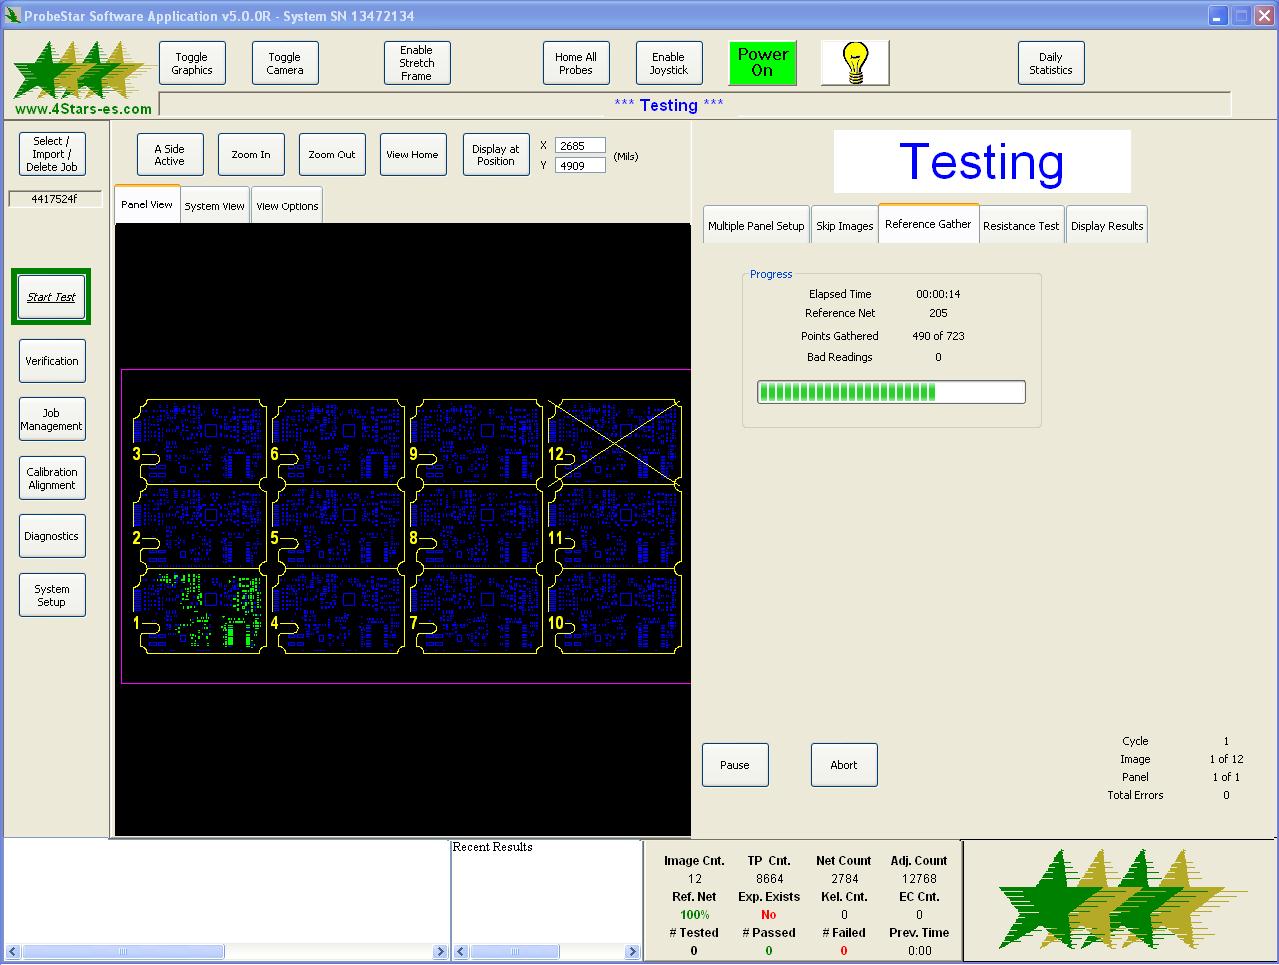 ProbeStar Software Application v5.0.0R - System SN 13472134
www.4Stars-es.com
Toggle
Graphics
Toggle
Camera
Enable
Stretch
Frame
Home All
Probes
Enable
Joystick
Power
On
Daily
Statistics
*** Testing ***
Select /
Import /
Delete Job
4417524f
Start Test
Verification
Job
Management
Calibration
Alignment
Diagnostics
System
Setup
A Side
Active
Zoom In
Zoom Out
View Home
Display at
Position
X 2685
Y 4909
(Mils)
Panel View System View View Options
3 6 9 12
2 5 8 11
1 4 7 10
Testing
Multiple Panel Setup Skip Images Reference Gather Resistance Test Display Results
Progress
Elapsed Time 00:00:14
Reference Net 205
Points Gathered 490 of 723
Bad Readings 0
Pause
Abort
Cycle 1
Image 1 of 12
Panel 1 of 1
Total Errors 0
Recent Results
Image Cnt. TP Cnt. Net Count Adj. Count
12 8664 2784 12768
Ref. Net Exp. Exists Kel. Cnt. EC Cnt.
100% No 0 0
# Tested # Passed # Failed Prev. Time
0 0 0 0:00